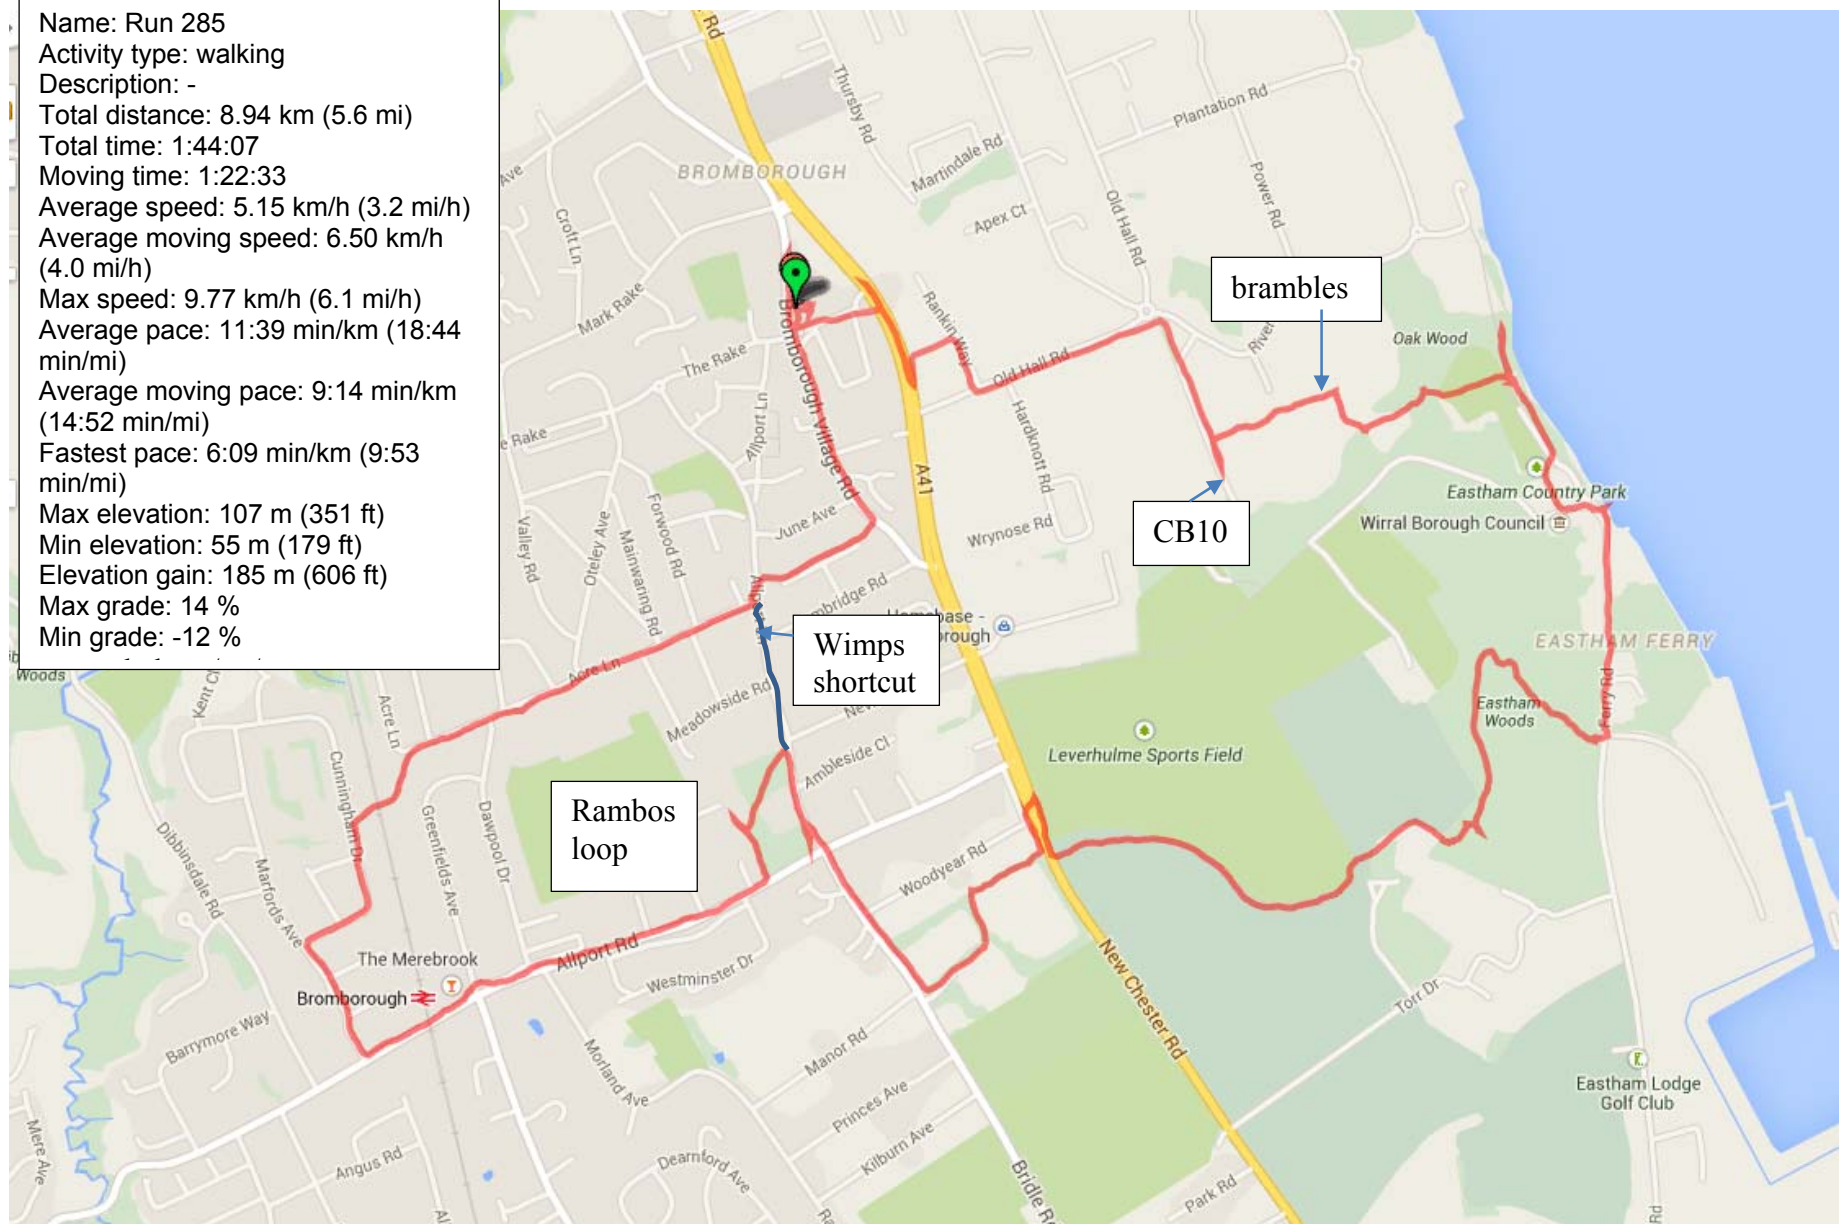 Name: Run 285
Activity type: walking
Description: -
Total distance: 8.94 km (5.6 mi)
Total time: 1:44:07
Moving time: 1:22:33
Average speed: 5.15 km/h (3.2 mi/h)
Average moving speed: 6.50 km/h
(4.0 mi/h)
Max speed: 9.77 km/h (6.1 mi/h)
Average pace: 11:39 min/km (18:44
min/mi)
Average moving pace: 9:14 min/km
(14:52 min/mi)
Fastest pace: 6:09 min/km (9:53
min/mi)
Max elevation: 107 m (351 ft)
Min elevation: 55 m (179 ft)
Elevation gain: 185 m (606 ft)
Max grade: 14 %
Min grade: -12 %
Rd
Thursby Rd
Plantation Rd
BROMBOROUGH
Martindale Rd
Ave
Croft Ln
Apex Ct
Old Hall Rd
Power Rd
brambles
Mark Rake
Rankin Way
River
Oak Wood
The Rake
Bromborough Village Rd
Old Hall Rd
Allport Ln
Hardknott Rd
Rake
A41
Eastham Country Park
Forwood Rd
Valley Rd
Oteley Ave
Mainwaring Rd
June Ave
Wrynose Rd
CB10
Wirral Borough Council
mbridge Rd
base -
rough
Wimps
shortcut
EASTHAM FERRY
Woods
Kent Cl
Acre Ln
Acre Ln
Meadowside Rd
Ne
Eastham
Woods
Ferry Rd
Leverhulme Sports Field
Ambleside Cl
Cunningham Dr
Rambos
loop
Dibbinsdale Rd
Greenfields Ave
Dawpool Dr
Marfords Ave
Woodyear Rd
The Merebrook
Allport Rd
Westminster Dr
Bromborough
New Chester Rd
Torr Dr
Barrymore Way
Manor Rd
Morland Ave
Princes Ave
Eastham Lodge
Golf Club
Mere Ave
Angus Rd
Dearnford Ave
Kilburn Ave
Bridle R
Park Rd
Al
Ra
Rd